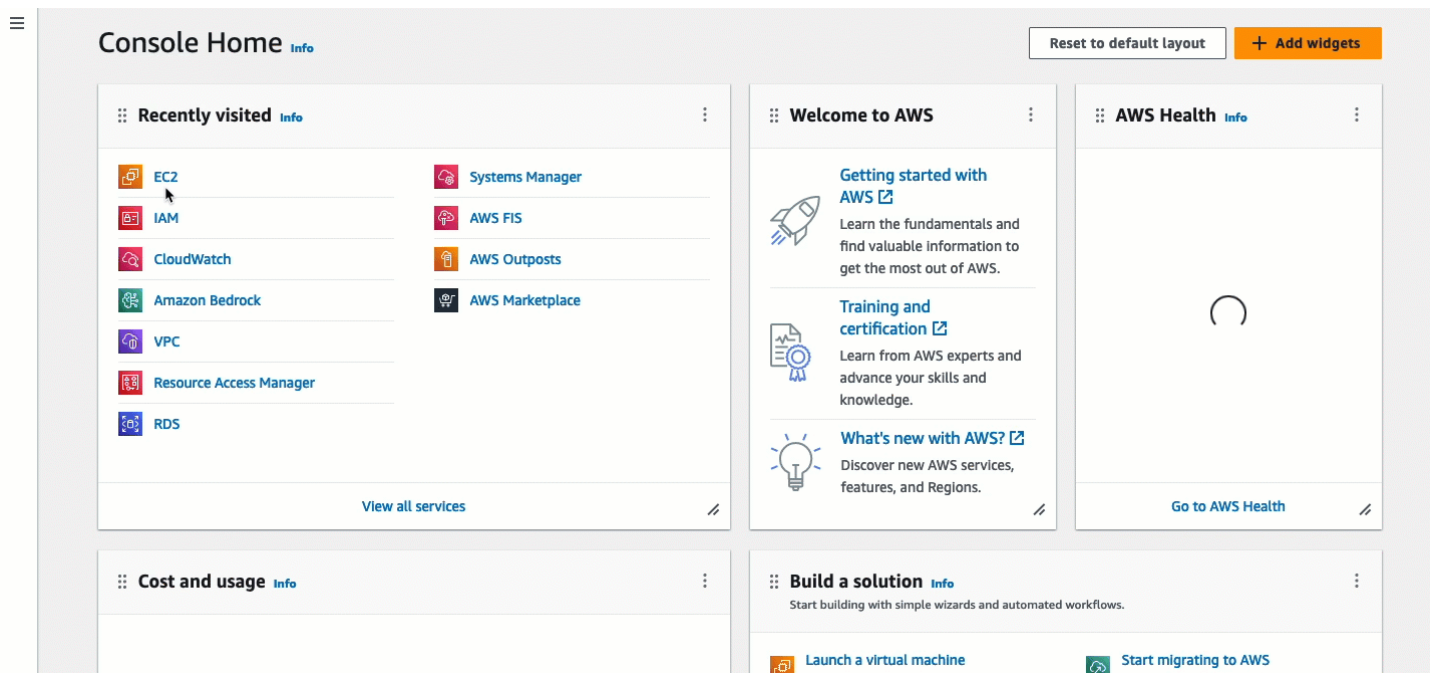 Console Home Info
Reset to default layout
Add widgets
Recently visited Info
EC2
IAM
CloudWatch
Amazon Bedrock
VPC
Resource Access Manager
RDS
Systems Manager
AWS FIS
AWS Outposts
AWS Marketplace
View all services
Welcome to AWS
Getting started with
AWS
Learn the fundamentals and
find valuable information to
get the most out of AWS.
Training and
certification
Learn from AWS experts and
advance your skills and
knowledge.
What's new with AWS?
Discover new AWS services,
features, and Regions.
AWS Health Info
Go to AWS Health
Cost and usage Info
Build a solution Info
Start building with simple wizards and automated workflows.
Launch a virtual machine
Start migrating to AWS